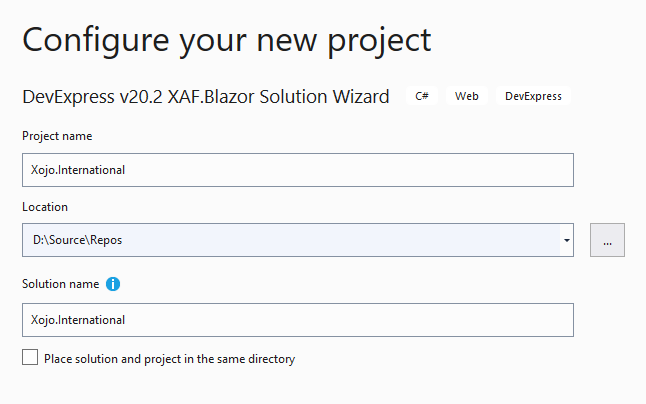 Configure your new project
DevExpress v20.2 XAF.Blazor Solution Wizard C# Web DevExpress
Project name
Xojo.International
Location
D:\Source\Repos ...
Solution name i
Xojo.International
Place solution and project in the same directory